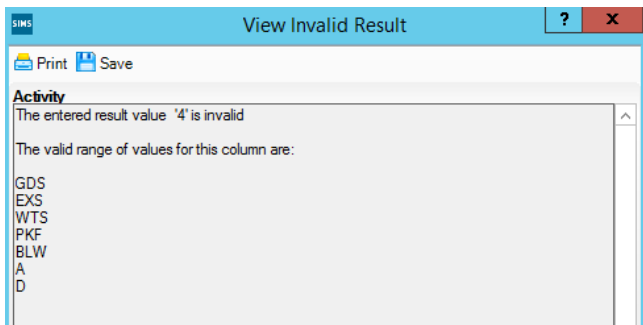 SIMS View Invalid Result ? x
Print Save
Activity
The entered result value '4' is invalid
The valid range of values for this column are:
GDS
EXS
WTS
PKF
BLW
A
D